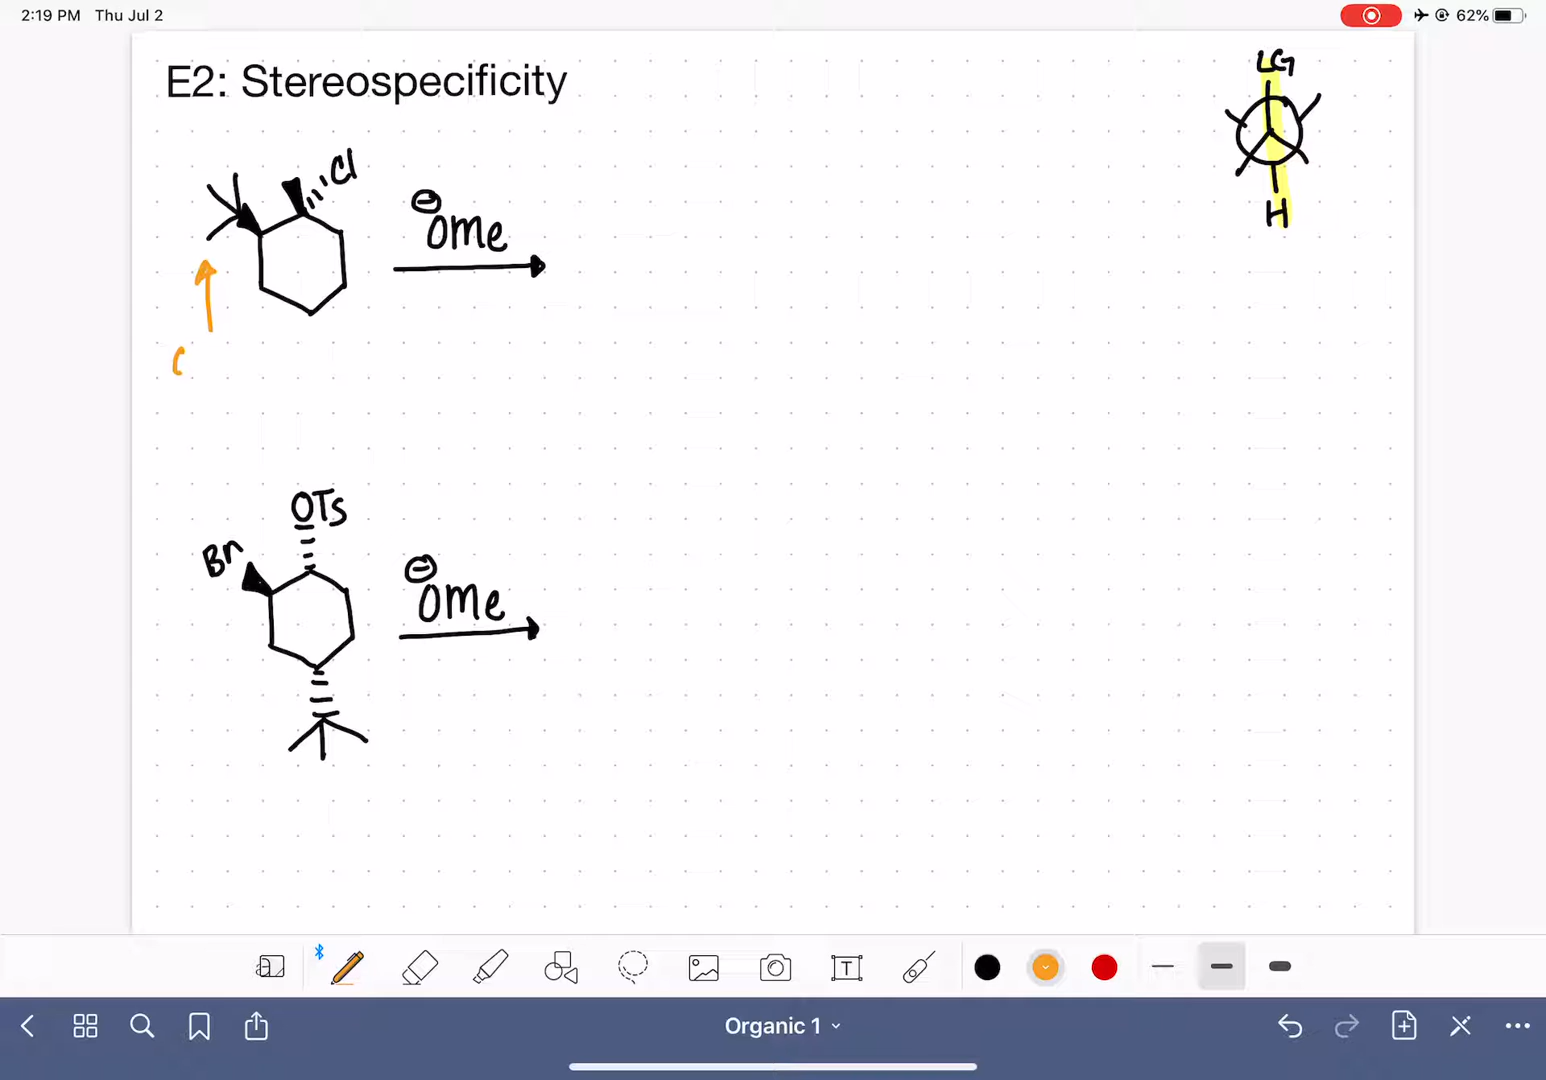 2:19 PM Thu Jul 2
62%
E2: Stereospecificity
LG
H
Cl
⊖
OMe
OTs
Br
⊖
OMe
T
Organic 1